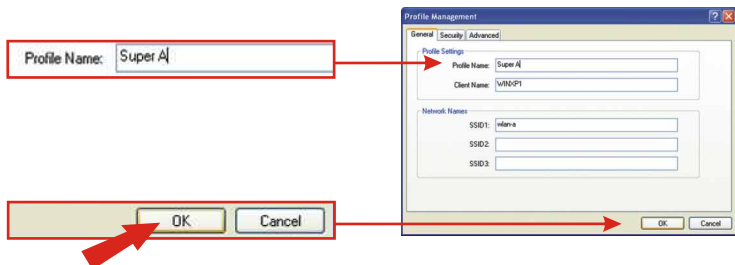 Profile Name: Super A
OK Cancel
Profile Management
General Security Advanced
Profile Settings
Profile Name: Super A
Client Name: WINXP1
Network Names
SSID1: wlan-a
SSID2:
SSID3:
OK Cancel